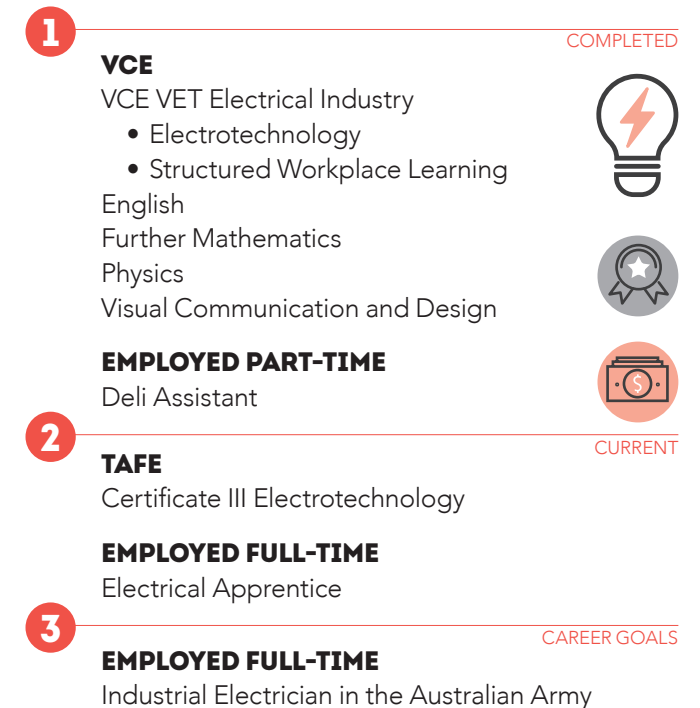 1
COMPLETED
VCE
VCE VET Electrical Industry
• Electrotechnology
• Structured Workplace Learning
English
Further Mathematics
Physics
Visual Communication and Design
EMPLOYED PART-TIME
Deli Assistant
$
2
CURRENT
TAFE
Certificate III Electrotechnology
EMPLOYED FULL-TIME
Electrical Apprentice
3
CAREER GOALS
EMPLOYED FULL-TIME
Industrial Electrician in the Australian Army